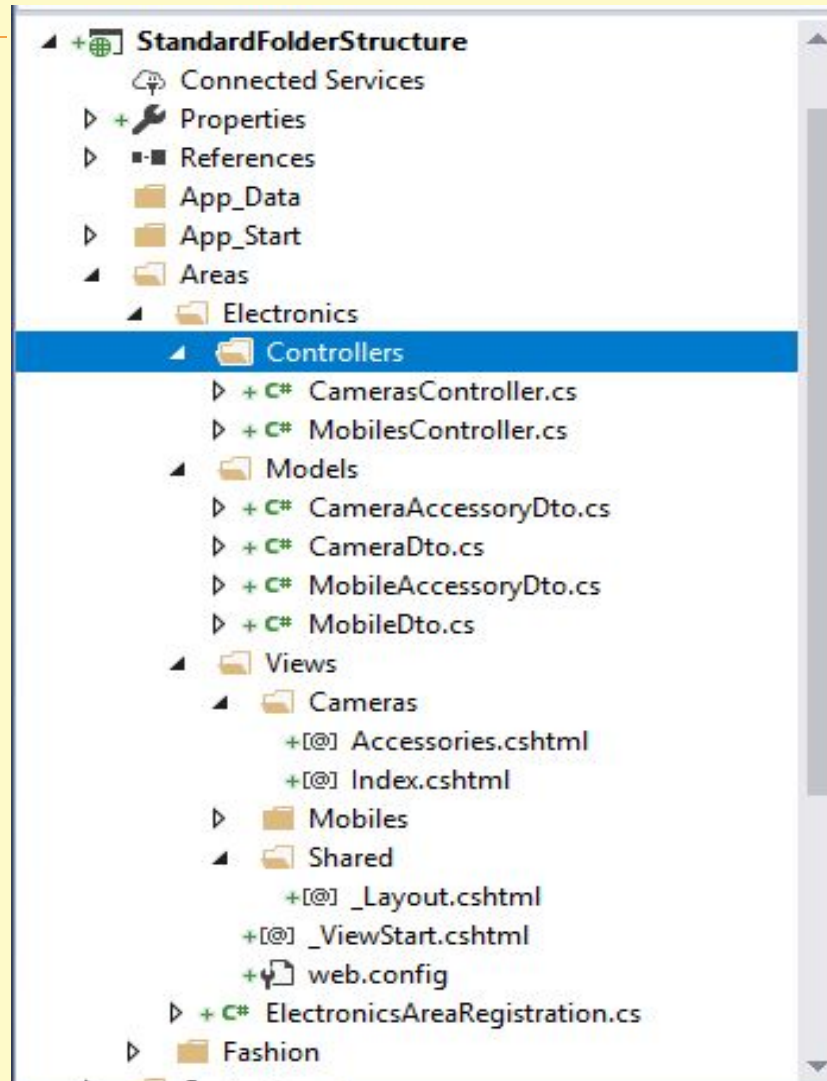 StandardFolderStructure
Connected Services
Properties
References
App_Data
App_Start
Areas
Electronics
Controllers
C# CamerasController.cs
C# MobilesController.cs
Models
C# CameraAccessoryDto.cs
C# CameraDto.cs
C# MobileAccessoryDto.cs
C# MobileDto.cs
Views
Cameras
[@] Accessories.cshtml
[@] Index.cshtml
Mobiles
Shared
[@] _Layout.cshtml
[@] _ViewStart.cshtml
web.config
C# ElectronicsAreaRegistration.cs
Fashion